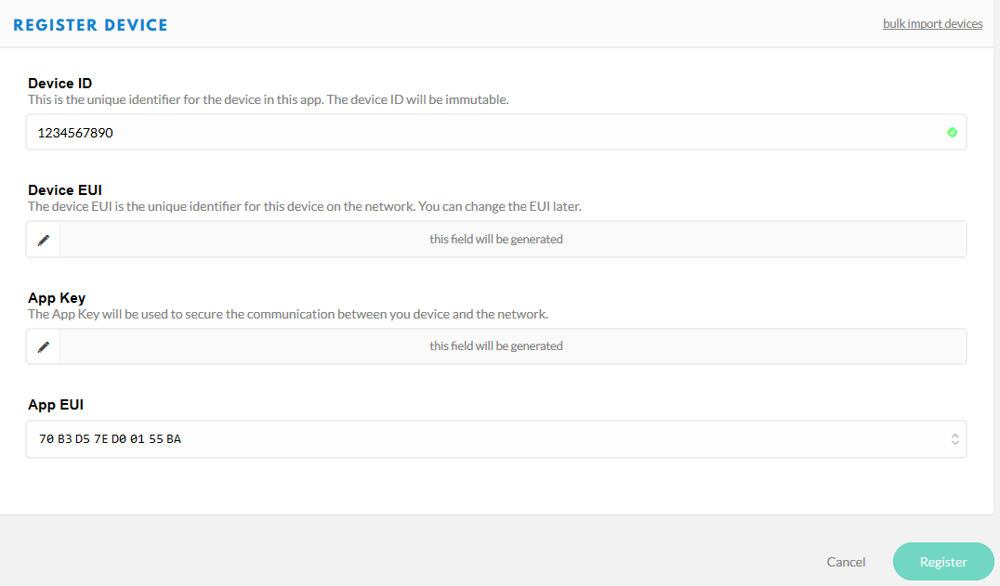 REGISTER DEVICE
bulk import devices
Device ID
This is the unique identifier for the device in this app. The device ID will be immutable.
1234567890
Device EUI
The device EUI is the unique identifier for this device on the network. You can change the EUI later.
this field will be generated
App Key
The App Key will be used to secure the communication between you device and the network.
this field will be generated
App EUI
70 B3 D5 7E D0 01 55 BA
Cancel
Register